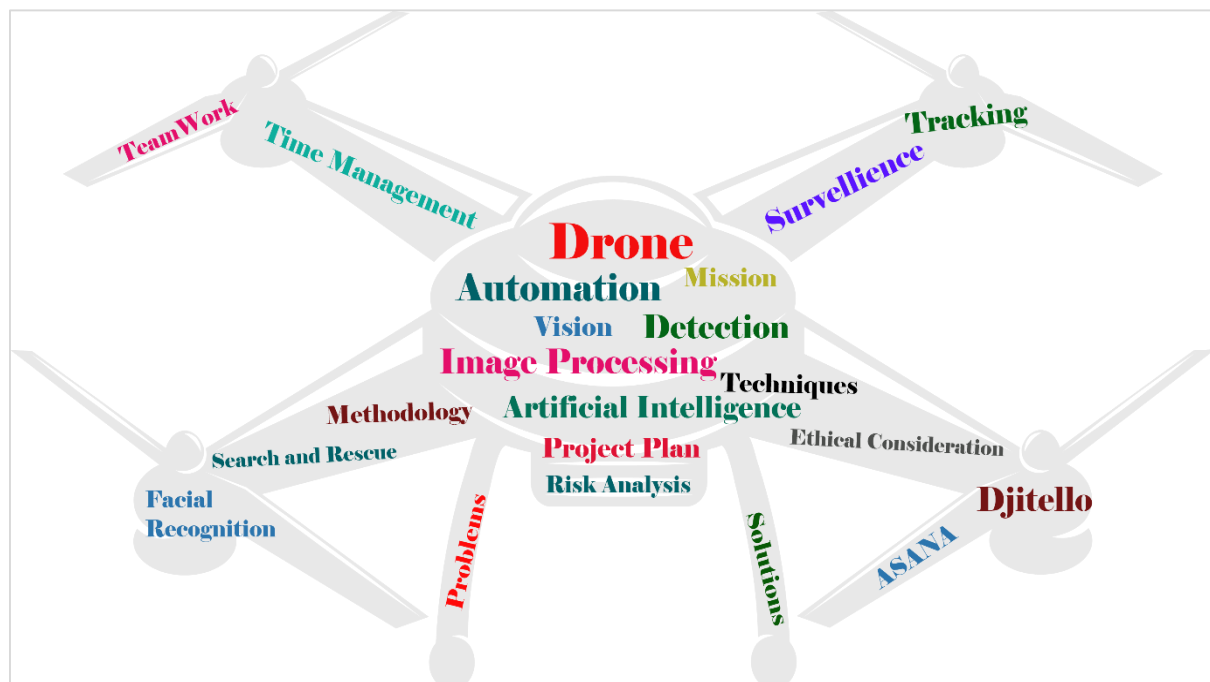 TeamWork
Time Management
Tracking
Survellience
Drone
Mission
Automation
Vision
Detection
Image Processing
Techniques
Methodology
Artificial Intelligence
Ethical Consideration
Project Plan
Search and Rescue
Risk Analysis
Facial
Recognition
Djitello
Problems
Solutions
ASANA